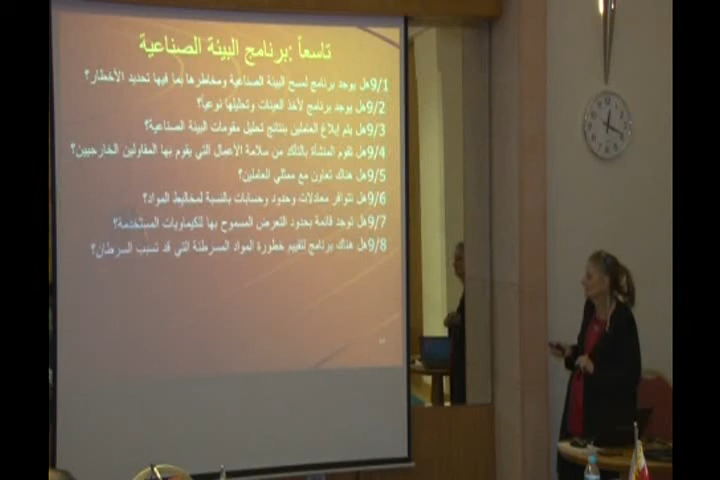 تاسعاً :برنامج البيئة الصناعية
9/1هل يوجد برنامج لمسح البيئة الصناعية ومخاطرها بما فيها تحديد الأخطار؟
9/2هل يوجد برنامج لأخذ العينات وتحليلها نوعياً؟
9/3هل يتم إبلاغ العاملين بنتائج تحليل مقومات البيئة الصناعية؟
9/4هل تقوم المنشأة بالتأكد من سلامة الأعمال التي يقوم بها المقاولين الخارجيين؟
9/5هل هناك تعاون مع ممثلي العاملين؟
9/6هل تتوافر معادلات وحدود وحسابات بالنسبة لمخاليط المواد؟
9/7هل توجد قائمة بحدود التعرض المسموح بها للكيماويات المستخدمة؟
9/8هل هناك برنامج لتقييم خطورة المواد المسرطنة التي قد تسبب السرطان؟